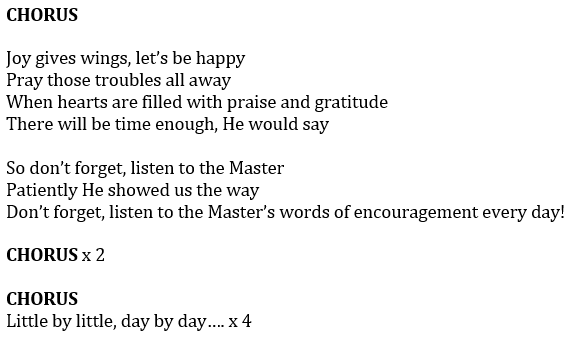 CHORUS
Joy gives wings, let’s be happy
Pray those troubles all away
When hearts are filled with praise and gratitude
There will be time enough, He would say
So don’t forget, listen to the Master
Patiently He showed us the way
Don’t forget, listen to the Master’s words of encouragement every day!
CHORUS x 2
CHORUS
Little by little, day by day…. x 4